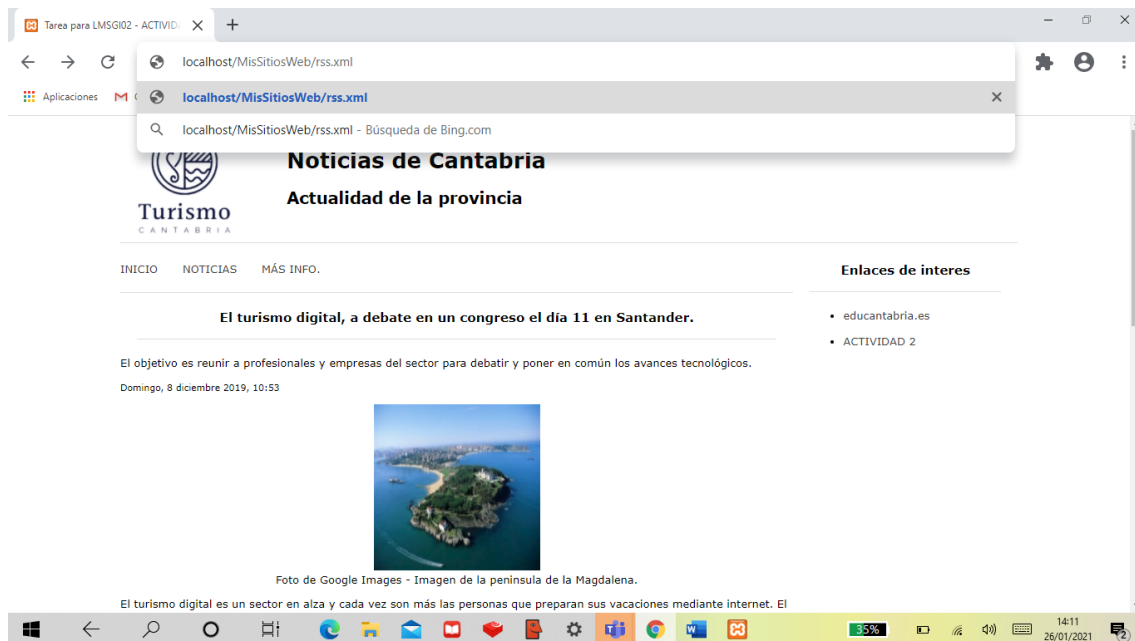 Tarea para LMSGI02 - ACTIVID
localhost/MisSitiosWeb/rss.xml
Aplicaciones
localhost/MisSitiosWeb/rss.xml
localhost/MisSitiosWeb/rss.xml - Búsqueda de Bing.com
Turismo
CANTABRIA
Noticias de Cantabria
Actualidad de la provincia
INICIO NOTICIAS MÁS INFO.
Enlaces de interes
El turismo digital, a debate en un congreso el día 11 en Santander.
educantabria.es
ACTIVIDAD 2
El objetivo es reunir a profesionales y empresas del sector para debatir y poner en común los avances tecnológicos.
Domingo, 8 diciembre 2019, 10:53
Foto de Google Images - Imagen de la peninsula de la Magdalena.
El turismo digital es un sector en alza y cada vez son más las personas que preparan sus vacaciones mediante internet. El
35%
14:11
26/01/2021
2